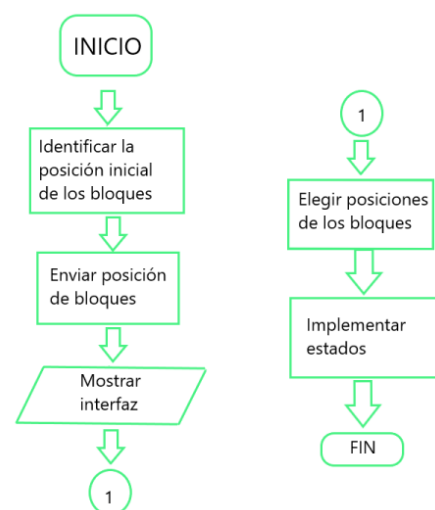 INICIO
Identificar la
posición inicial
de los bloques
Enviar posición
de bloques
Mostrar
interfaz
1
1
Elegir posiciones
de los bloques
Implementar
estados
FIN